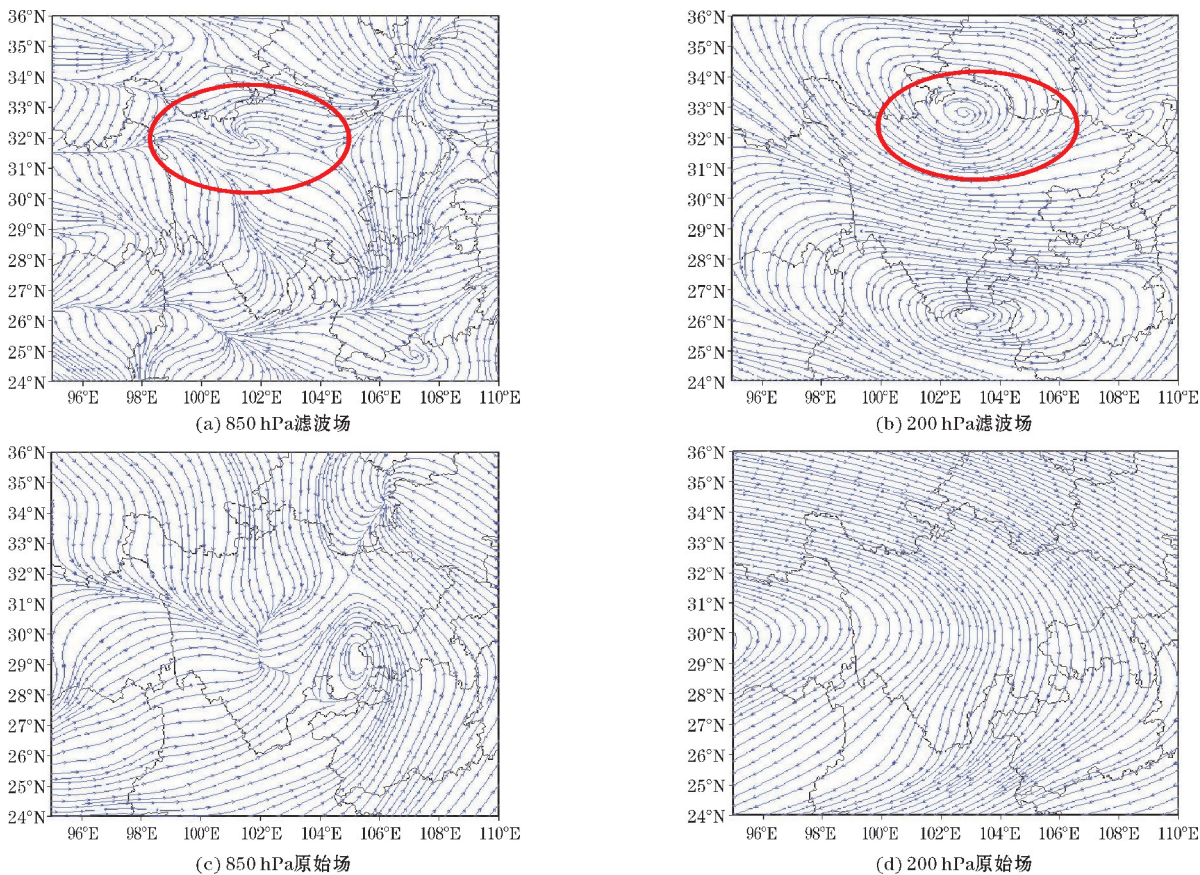 36°N
35°N
34°N
33°N
32°N
31°N
30°N
29°N
28°N
27°N
26°N
25°N
24°N
96°E 98°E 100°E 102°E 104°E 106°E 108°E 110°E
(a) 850 hPa滤波场
36°N
35°N
34°N
33°N
32°N
31°N
30°N
29°N
28°N
27°N
26°N
25°N
24°N
96°E 98°E 100°E 102°E 104°E 106°E 108°E 110°E
(b) 200 hPa滤波场
36°N
35°N
34°N
33°N
32°N
31°N
30°N
29°N
28°N
27°N
26°N
25°N
24°N
96°E 98°E 100°E 102°E 104°E 106°E 108°E 110°E
(c) 850 hPa原始场
36°N
35°N
34°N
33°N
32°N
31°N
30°N
29°N
28°N
27°N
26°N
25°N
24°N
96°E 98°E 100°E 102°E 104°E 106°E 108°E 110°E
(d) 200 hPa原始场